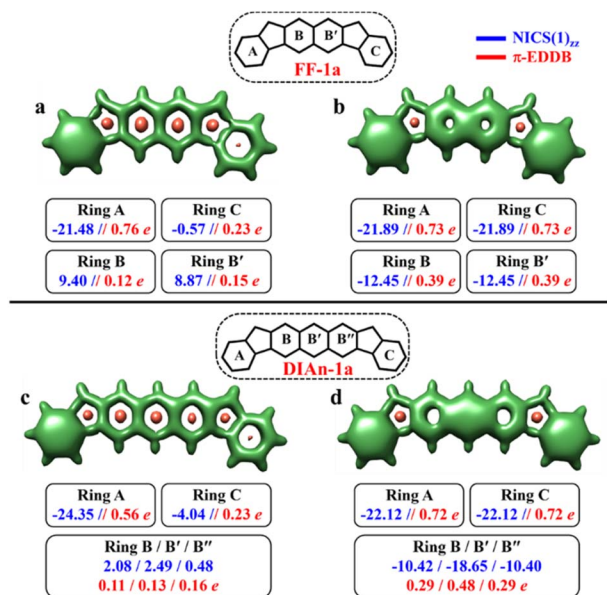 B B′
A C
FF-1a
NICS(1)zz
π-EDDB
a
b
Ring A
-21.48 // 0.76 e
Ring C
-0.57 // 0.23 e
Ring A
-21.89 // 0.73 e
Ring C
-21.89 // 0.73 e
Ring B
9.40 // 0.12 e
Ring B′
8.87 // 0.15 e
Ring B
-12.45 // 0.39 e
Ring B′
-12.45 // 0.39 e
B B′ B″
A C
DIAn-1a
c
d
Ring A
-24.35 // 0.56 e
Ring C
-4.04 // 0.23 e
Ring A
-22.12 // 0.72 e
Ring C
-22.12 // 0.72 e
Ring B / B′ / B″
2.08 / 2.49 / 0.48
0.11 / 0.13 / 0.16 e
Ring B / B′ / B″
-10.42 / -18.65 / -10.40
0.29 / 0.48 / 0.29 e